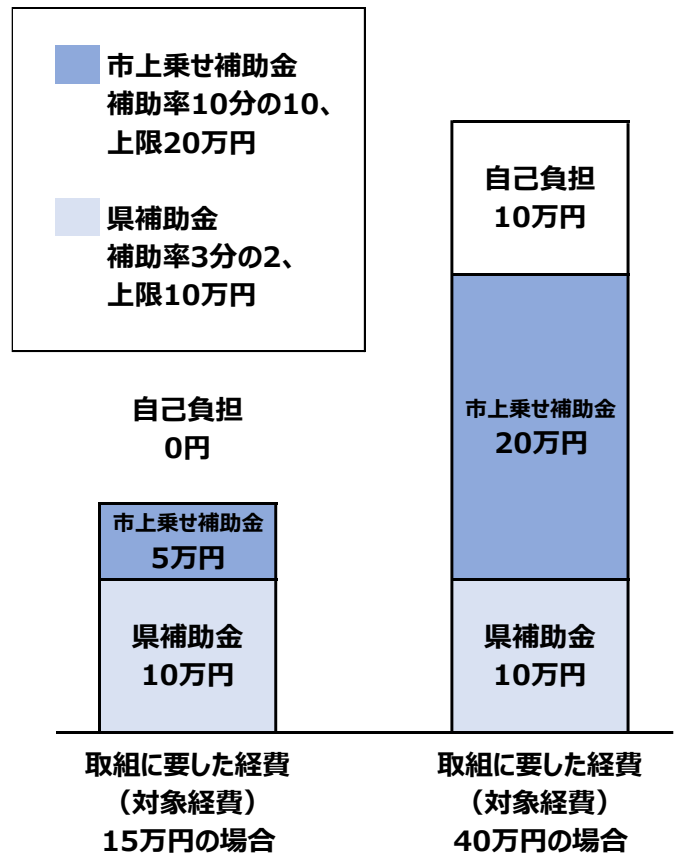 市上乗せ補助金
補助率10分の10、
上限20万円
県補助金
補助率3分の2、
上限10万円
自己負担
0円
市上乗せ補助金
5万円
県補助金
10万円
取組に要した経費
（対象経費）
15万円の場合
自己負担
10万円
市上乗せ補助金
20万円
県補助金
10万円
取組に要した経費
（対象経費）
40万円の場合